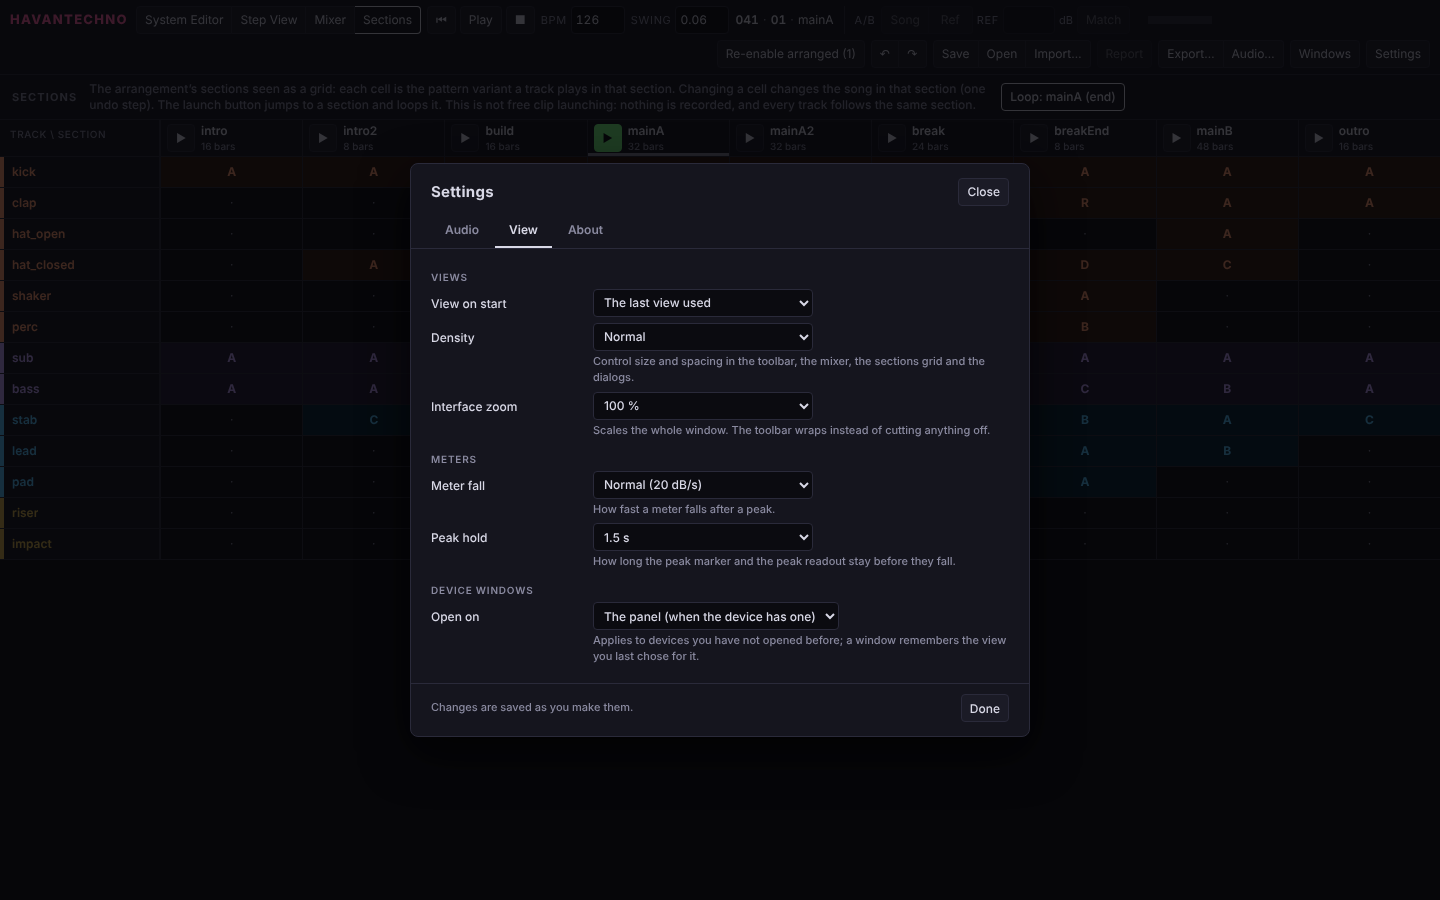 HAVANTECHNO System Editor Step View Mixer Sections ⏮ Play ■ BPM 126 SWING 0.06 041 · 01 · mainA A/B Song Ref REF dB Match
Re-enable arranged (1) ↶ ↷ Save Open Import... Report Export... Audio... Windows Settings
SECTIONS
The arrangement's sections seen as a grid: each cell is the pattern variant a track plays in that section. Changing a cell changes the song in that section (one
undo step). The launch button jumps to a section and loops it. This is not free clip launching: nothing is recorded, and every track follows the same section.
Loop: mainA (end)
TRACK \ SECTION
intro
16 bars
intro2
8 bars
build
16 bars
mainA
32 bars
mainA2
32 bars
break
24 bars
breakEnd
8 bars
mainB
48 bars
outro
16 bars
kick A A A A A
clap · · R A A
hat_open · · · A ·
hat_closed · A D C ·
shaker · · A · ·
perc · · B · ·
sub A A A A A
bass A A C B A
stab · C B A C
lead · · A B ·
pad · · A · ·
riser · · · · ·
impact · · · · ·
Settings
Close
Audio View About
VIEWS
View on start The last view used
Density Normal
Control size and spacing in the toolbar, the mixer, the sections grid and the
dialogs.
Interface zoom 100 %
Scales the whole window. The toolbar wraps instead of cutting anything off.
METERS
Meter fall Normal (20 dB/s)
How fast a meter falls after a peak.
Peak hold 1.5 s
How long the peak marker and the peak readout stay before they fall.
DEVICE WINDOWS
Open on The panel (when the device has one)
Applies to devices you have not opened before; a window remembers the view
you last chose for it.
Changes are saved as you make them.
Done